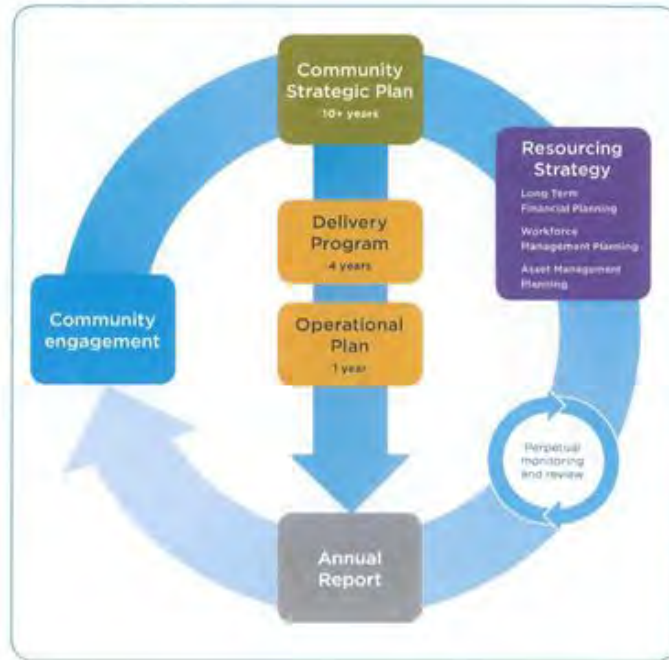 Community
Strategic Plan
10+ years
Resourcing
Strategy
Long Term
Financial Planning
Workforce
Management Planning
Asset Management
Planning
Delivery
Program
4 years
Community
engagement
Operational
Plan
1 year
Perpetual
monitoring
and review
Annual
Report